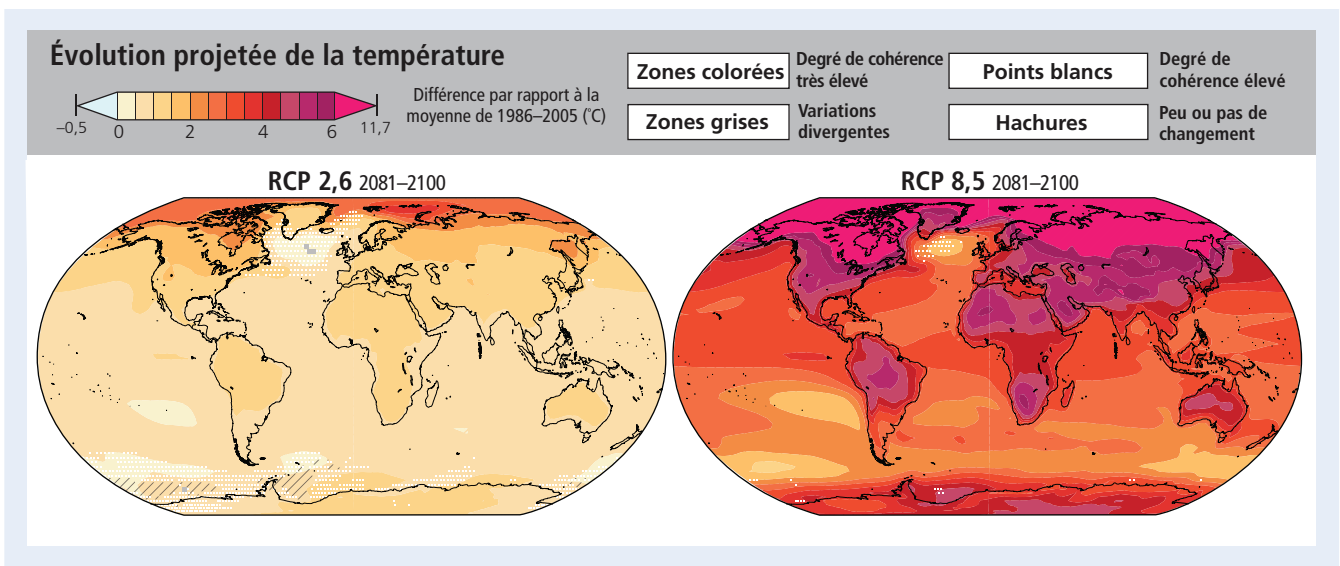 Évolution projetée de la température
Différence par rapport à la
moyenne de 1986–2005 (°C)
−0,5 0 2 4 6 11,7
Zones colorées
Degré de cohérence
très élevé
Points blancs
Degré de
cohérence élevé
Zones grises
Variations
divergentes
Hachures
Peu ou pas de
changement
RCP 2,6 2081–2100
RCP 8,5 2081–2100